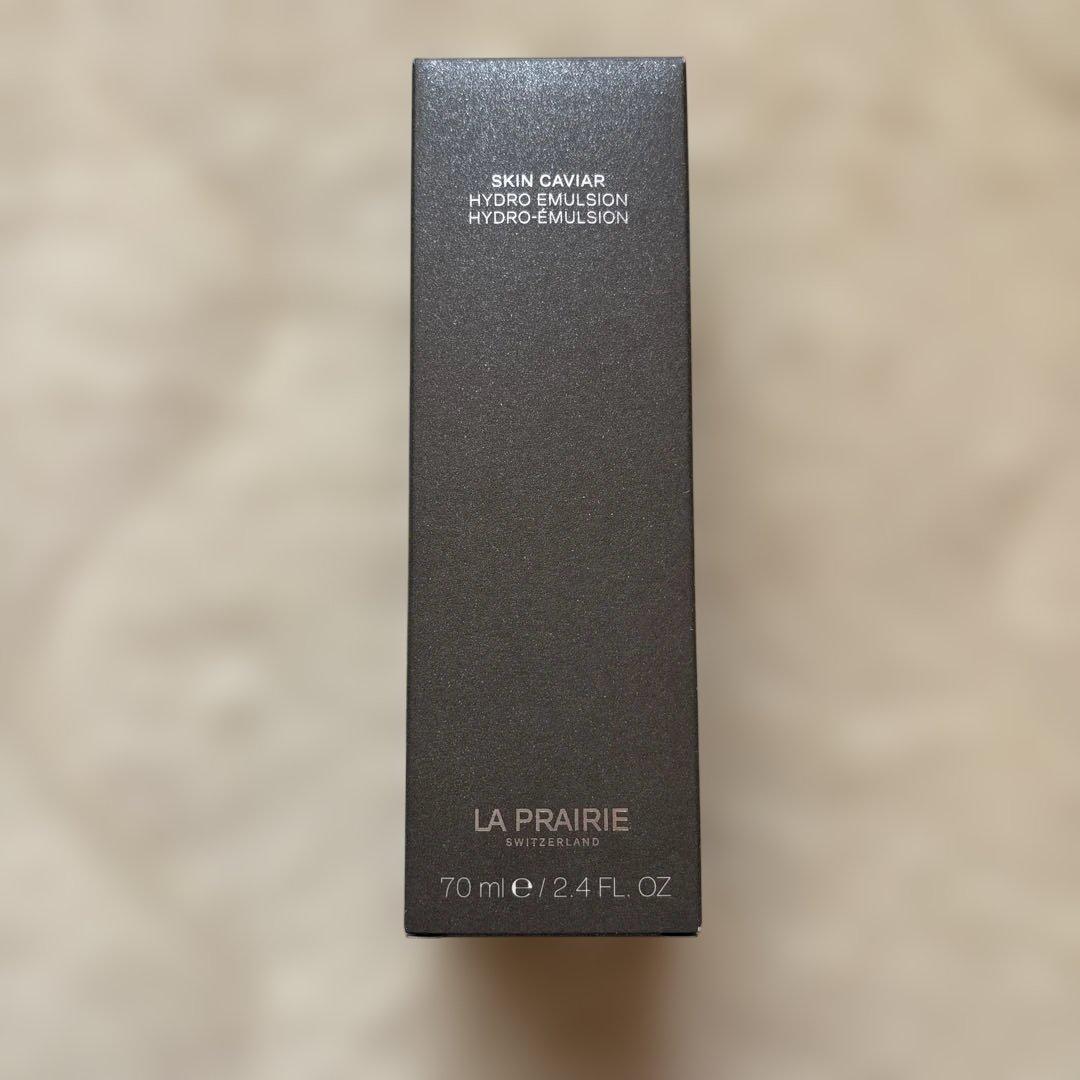 SKIN CAVIAR
HYDRO EMULSION
HYDRO-ÉMULSION
LA PRAIRIE
SWITZERLAND
70 ml ℮ / 2.4 FL. OZ